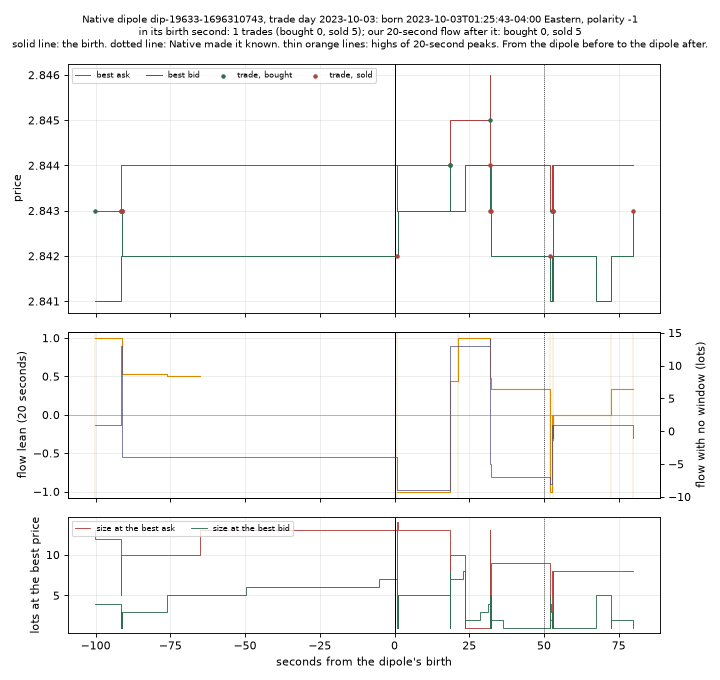 Native dipole dip-19633-1696310743, trade day 2023-10-03: born 2023-10-03T01:25:43-04:00 Eastern, polarity -1
in its birth second: 1 trades (bought 0, sold 5); our 20-second flow after it: bought 0, sold 5
solid line: the birth. dotted line: Native made it known. thin orange lines: highs of 20-second peaks. From the dipole before to the dipole after.
best ask
best bid
trade, bought
trade, sold
price
2.846
2.845
2.844
2.843
2.842
2.841
flow lean (20 seconds)
1.0
0.5
0.0
−0.5
−1.0
15
10
5
0
−5
−10
flow with no window (lots)
size at the best ask
size at the best bid
lots at the best price
10
5
−100
−75
−50
−25
0
25
50
75
seconds from the dipole's birth